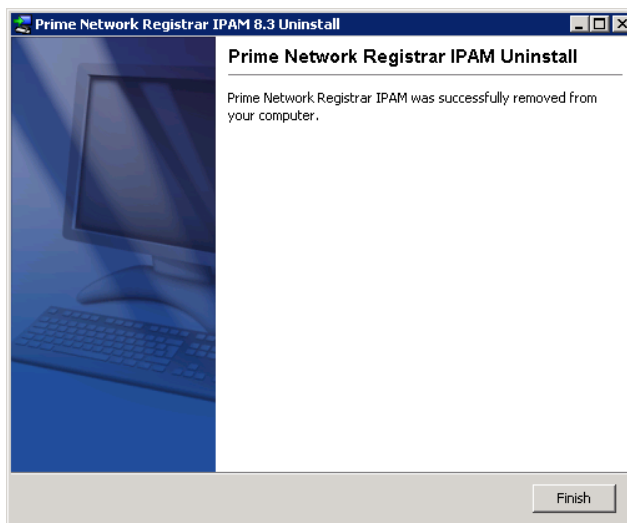 Prime Network Registrar IPAM 8.3 Uninstall
Prime Network Registrar IPAM Uninstall
Prime Network Registrar IPAM was successfully removed from
your computer.
Finish